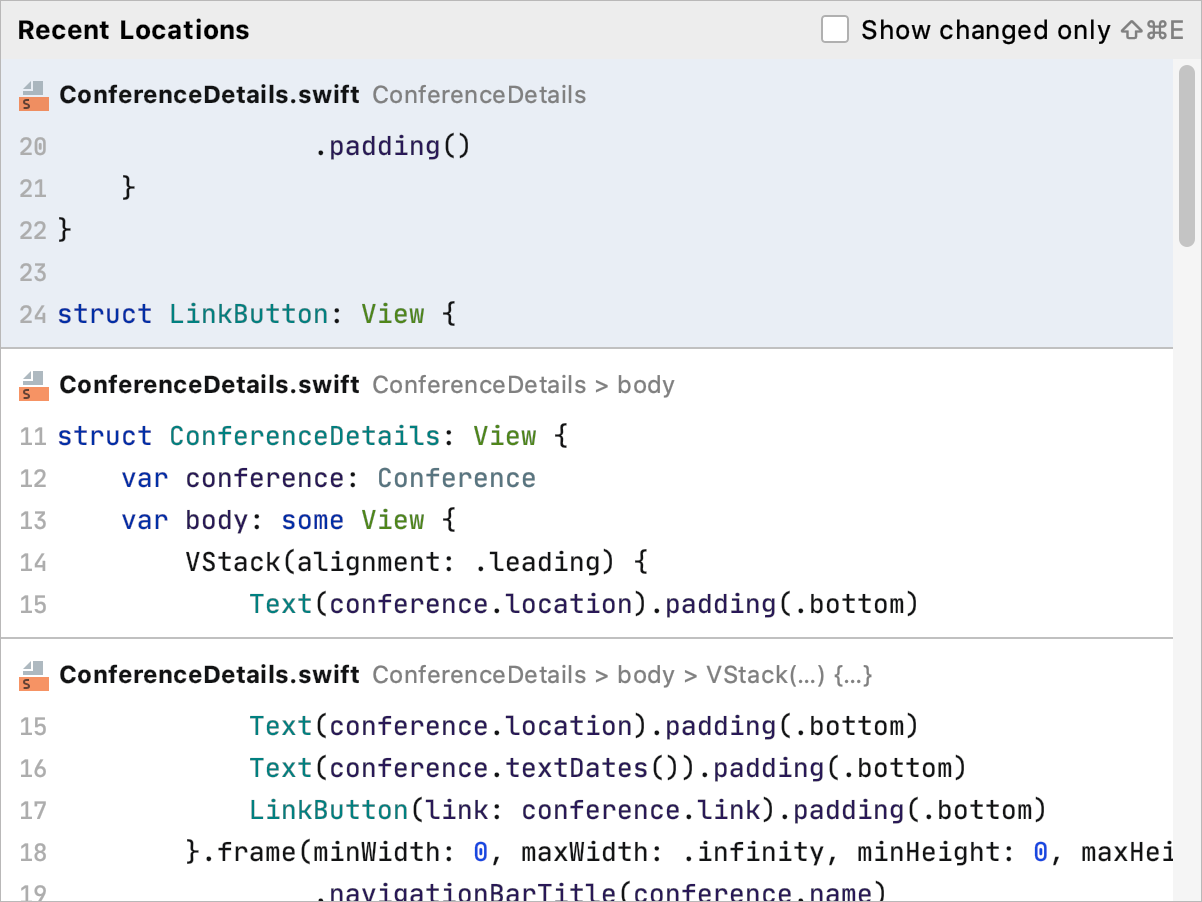 Recent Locations Show changed only ⇧⌘E
S ConferenceDetails.swift ConferenceDetails
20                 .padding()
21     }
22 }
23
24 struct LinkButton: View {
S ConferenceDetails.swift ConferenceDetails > body
11 struct ConferenceDetails: View {
12     var conference: Conference
13     var body: some View {
14         VStack(alignment: .leading) {
15             Text(conference.location).padding(.bottom)
S ConferenceDetails.swift ConferenceDetails > body > VStack(...) {...}
15             Text(conference.location).padding(.bottom)
16             Text(conference.textDates()).padding(.bottom)
17             LinkButton(link: conference.link).padding(.bottom)
18         }.frame(minWidth: 0, maxWidth: .infinity, minHeight: 0, maxHei
19                 .navigationBarTitle(conference.name)